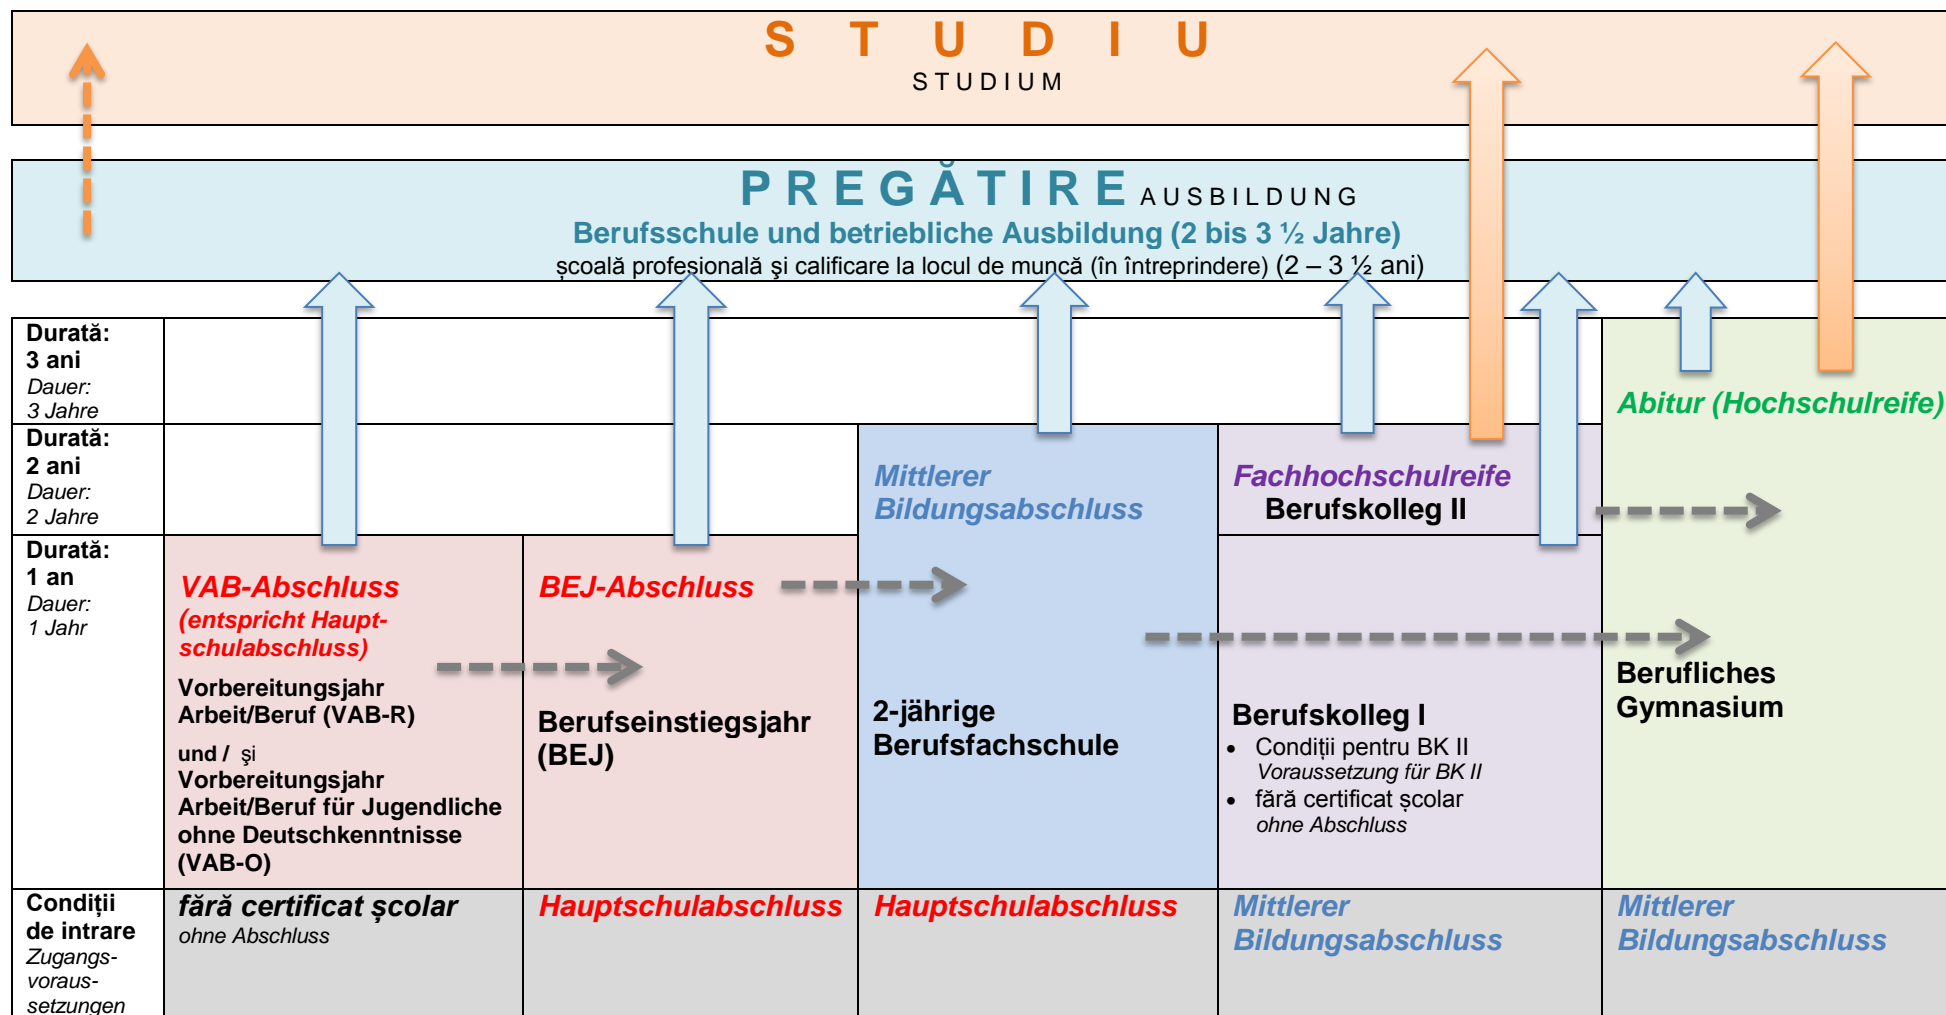 S T U D I U
STUDIUM
PREGĂTIRE AUSBILDUNG
Berufsschule und betriebliche Ausbildung (2 bis 3 ½ Jahre)
școală profesională şi calificare la locul de muncă (în întreprindere) (2 – 3 ½ ani)
Durată:
3 ani
Dauer:
3 Jahre
Abitur (Hochschulreife)
Durată:
2 ani
Dauer:
2 Jahre
Mittlerer
Bildungsabschluss
Fachhochschulreife
Berufskolleg II
Durată:
1 an
Dauer:
1 Jahr
VAB-Abschluss
(entspricht Haupt-
schulabschluss)
Vorbereitungsjahr
Arbeit/Beruf (VAB-R)
und / şi
Vorbereitungsjahr
Arbeit/Beruf für Jugendliche
ohne Deutschkenntnisse
(VAB-O)
BEJ-Abschluss
Berufseinstiegsjahr
(BEJ)
2-jährige
Berufsfachschule
Berufskolleg I
• Condiții pentru BK II
Voraussetzung für BK II
• fără certificat școlar
ohne Abschluss
Berufliches
Gymnasium
Condiții
de intrare
Zugangs-
voraus-
setzungen
fără certificat școlar
ohne Abschluss
Hauptschulabschluss
Hauptschulabschluss
Mittlerer
Bildungsabschluss
Mittlerer
Bildungsabschluss